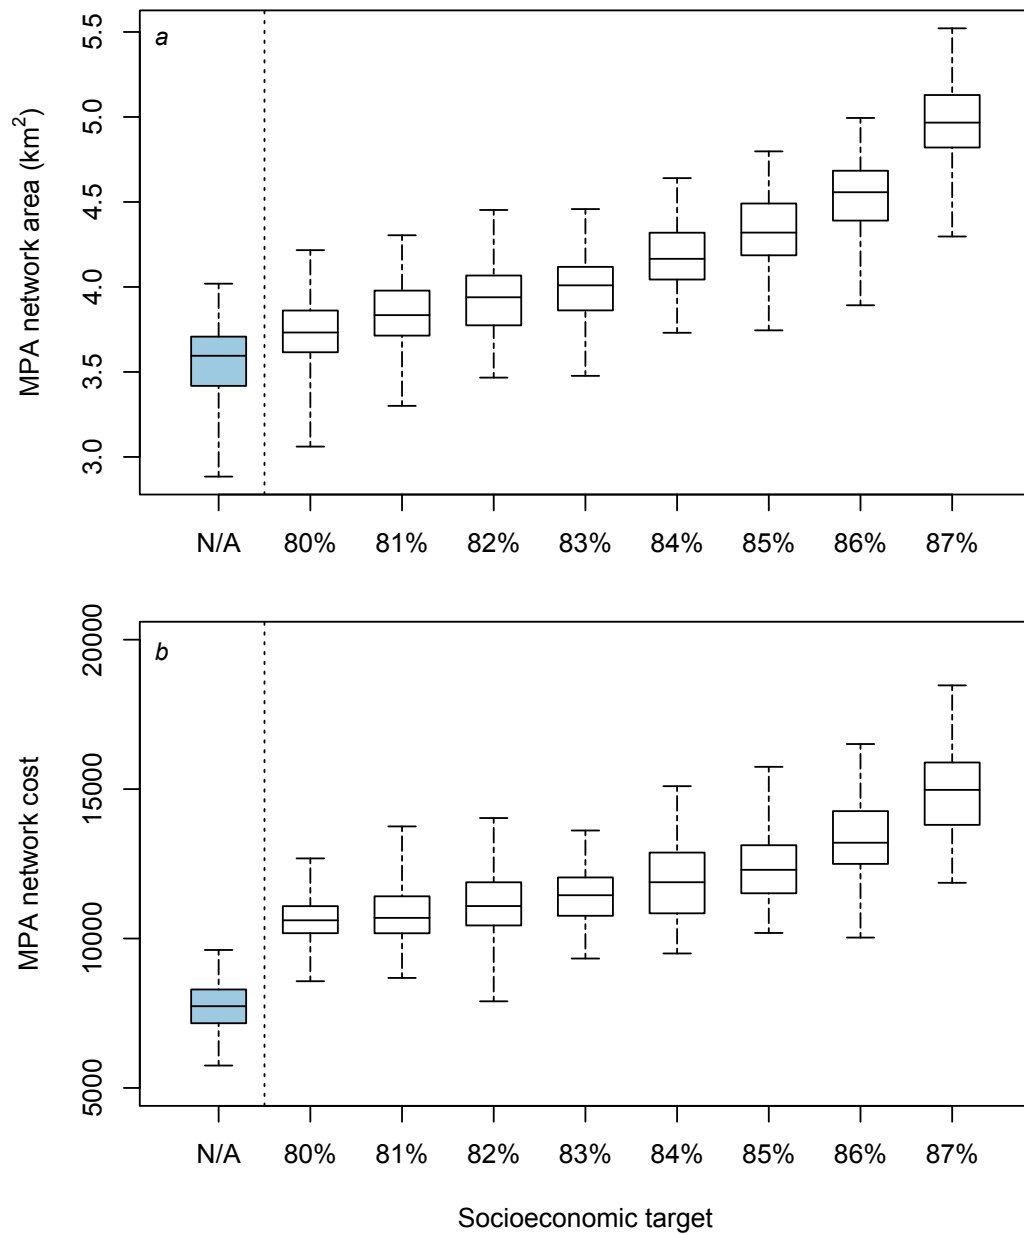 a
MPA network area (km²)
5.5
5.0
4.5
4.0
3.5
3.0
N/A 80% 81% 82% 83% 84% 85% 86% 87%
b
MPA network cost
20000
15000
10000
5000
N/A 80% 81% 82% 83% 84% 85% 86% 87%
Socioeconomic target